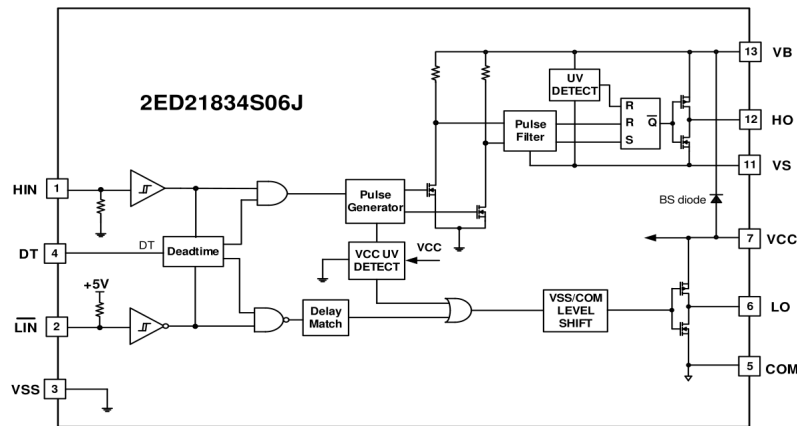 2ED21834S06J
UV
DETECT
R
R
S
Q̅
Pulse
Filter
13
VB
12
HO
11
VS
BS diode
HIN
1
Pulse
Generator
DT
4
DT
Deadtime
VCC UV
DETECT
VCC
7
VCC
+5V
L̅I̅N̅
2
Delay
Match
VSS/COM
LEVEL
SHIFT
6
LO
5
COM
VSS
3